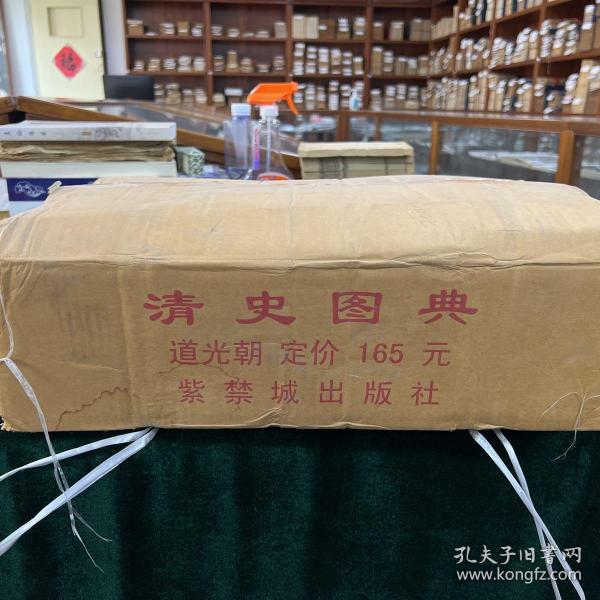 清史图典
道光朝 定价 165 元
紫禁城出版社
孔夫子旧书网
www.kongfz.com